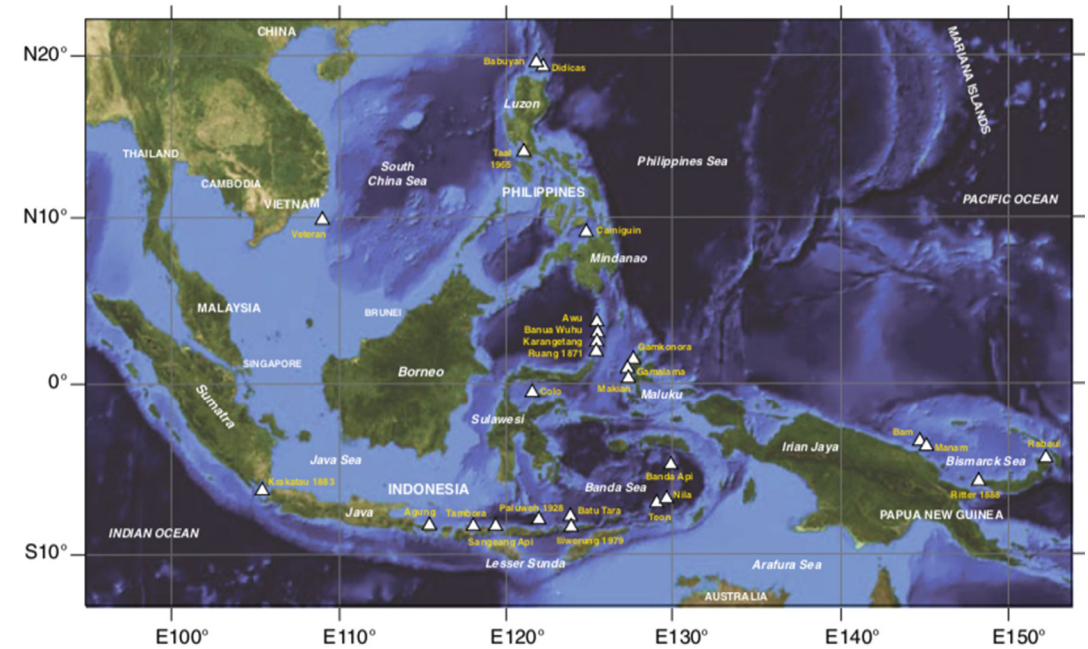 CHINA
MARIANA ISLANDS
N20°
Babuyan
Didicas
Luzon
THAILAND
Taal
1965
South
China Sea
Philippines Sea
CAMBODIA
PHILIPPINES
VIETNAM
PACIFIC OCEAN
N10°
Veteran
Camiguin
Mindanao
MALAYSIA
BRUNEI
Awu
Banua Wuhu
Karangetang
Ruang 1871
Gamkonora
SINGAPORE
Borneo
Gamalama
0°
Makian
Maluku
Colo
Sumatra
Sulawesi
Bam
Manam
Rabaul
Irian Jaya
Bismarck Sea
Java Sea
Banda Api
Krakatau 1883
INDONESIA
Banda Sea
Nila
Ritter 1888
Java
Agung
Tambora
Paluweh 1928
Batu Tara
Teon
PAPUA NEW GUINEA
INDIAN OCEAN
Sangeang Api
Iliwerung 1979
S10°
Lesser Sunda
Arafura Sea
AUSTRALIA
E100°
E110°
E120°
E130°
E140°
E150°